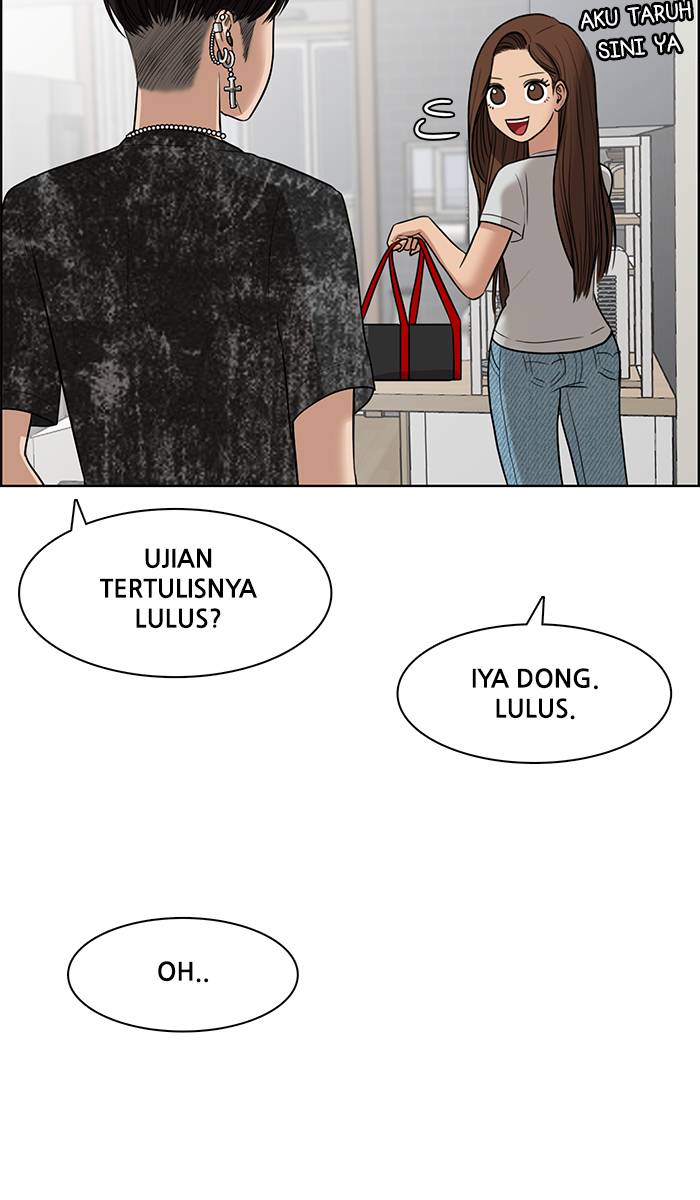 AKU TARUH
SINI YA
UJIAN
TERTULISNYA
LULUS?
IYA DONG.
LULUS.
OH..